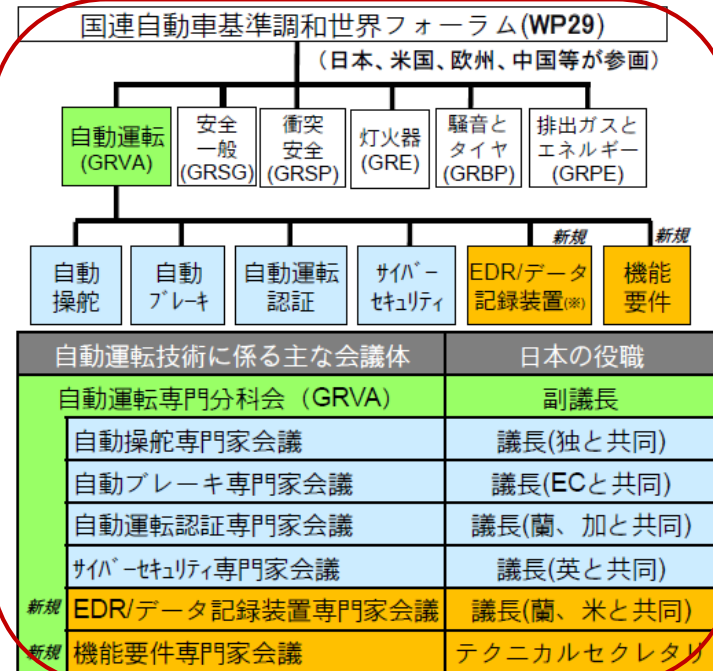 国連自動車基準調和世界フォーラム(WP29)
（日本、米国、欧州、中国等が参画）
自動運転
(GRVA)
安全
一般
(GRSG)
衝突
安全
(GRSP)
灯火器
(GRE)
騒音と
タイヤ
(GRBP)
排出ガスと
エネルギー
(GRPE)
自動
操舵
自動
ﾌﾞﾚｰｷ
自動運転
認証
ｻｲﾊﾞｰ
ｾｷｭﾘﾃｨ
新規
EDR/データ
記録装置(※)
新規
機能
要件
自動運転技術に係る主な会議体 日本の役職
自動運転専門分科会（GRVA） 副議長
自動操舵専門家会議 議長(独と共同)
自動ブレーキ専門家会議 議長(ECと共同)
自動運転認証専門家会議 議長(蘭、加と共同)
ｻｲﾊﾞｰｾｷｭﾘﾃｨ専門家会議 議長(英と共同)
新規 EDR/データ記録装置専門家会議 議長(蘭、米と共同)
新規 機能要件専門家会議 テクニカルセクレタリ